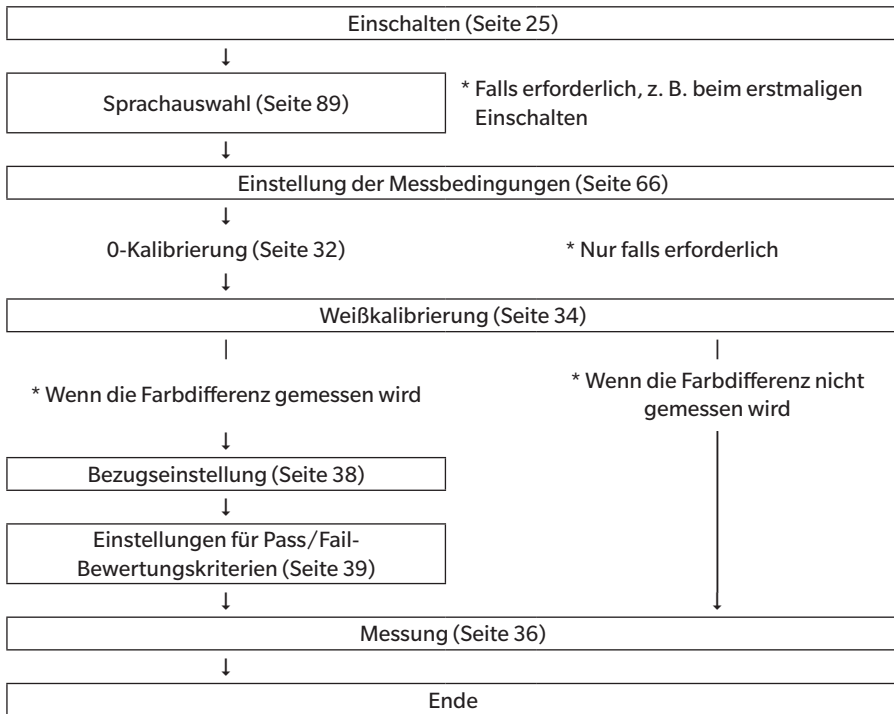 Einschalten (Seite 25)
↓
Sprachauswahl (Seite 89)
* Falls erforderlich, z. B. beim erstmaligen
Einschalten
↓
Einstellung der Messbedingungen (Seite 66)
↓
0-Kalibrierung (Seite 32)
* Nur falls erforderlich
↓
Weißkalibrierung (Seite 34)
* Wenn die Farbdifferenz gemessen wird
* Wenn die Farbdifferenz nicht
gemessen wird
↓
Bezugseinstellung (Seite 38)
↓
Einstellungen für Pass/Fail-
Bewertungskriterien (Seite 39)
↓
Messung (Seite 36)
↓
Ende